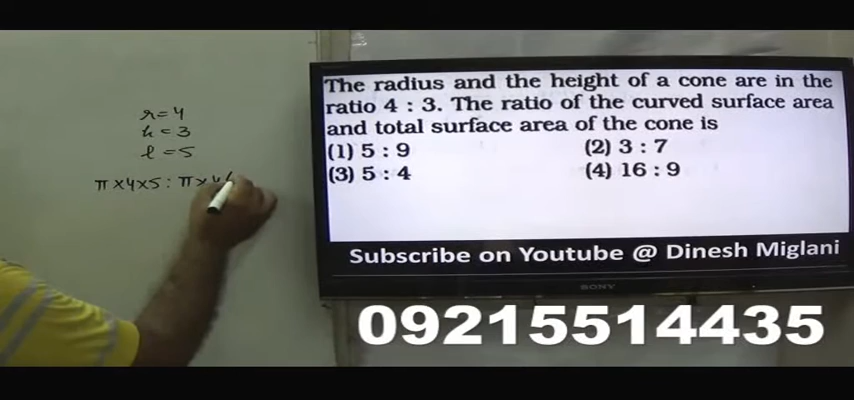 r = 4
h = 3
l = 5
π × 4 × 5 : π × 4 (
The radius and the height of a cone are in the
ratio 4 : 3. The ratio of the curved surface area
and total surface area of the cone is
(1) 5 : 9 (2) 3 : 7
(3) 5 : 4 (4) 16 : 9
Subscribe on Youtube @ Dinesh Miglani
SONY
09215514435